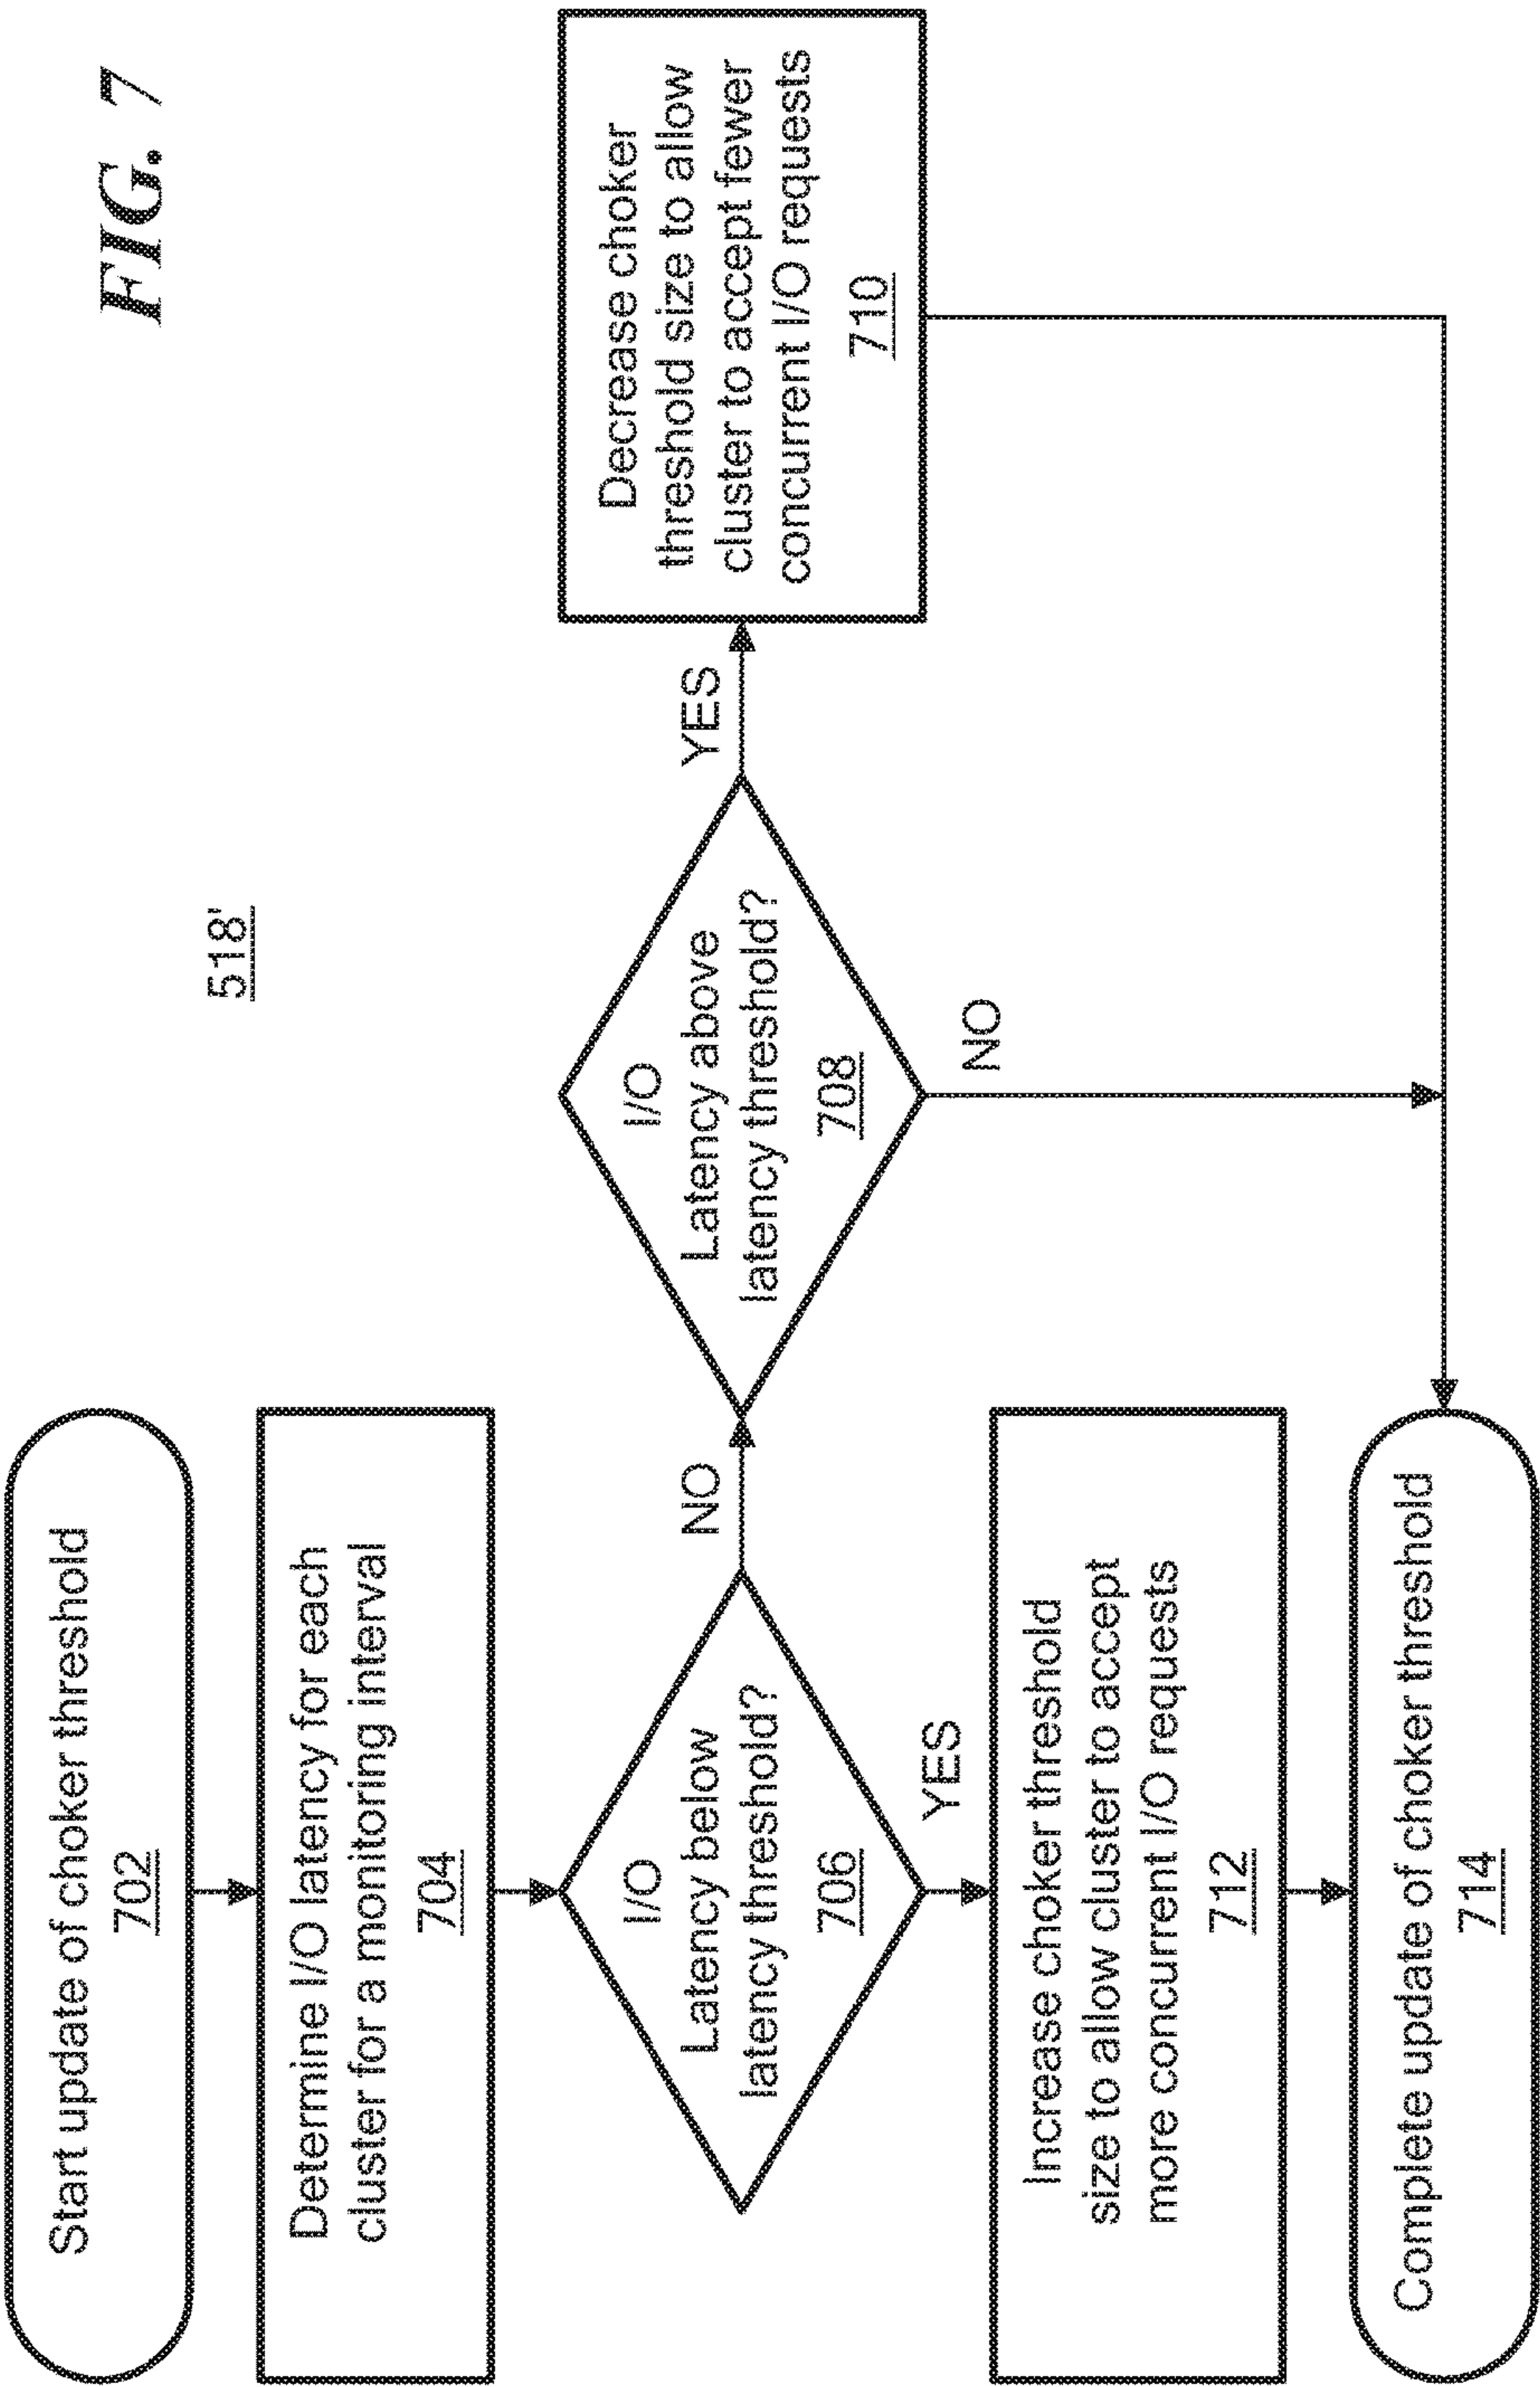 FIG. 7
518'
Start update of choker threshold
702
Determine I/O latency for each
cluster for a monitoring interval
704
I/O
Latency below
latency threshold?
706
NO
I/O
Latency above
latency threshold?
708
YES
Decrease choker
threshold size to allow
cluster to accept fewer
concurrent I/O requests
710
YES
NO
Increase choker threshold
size to allow cluster to accept
more concurrent I/O requests
712
Complete update of choker threshold
714